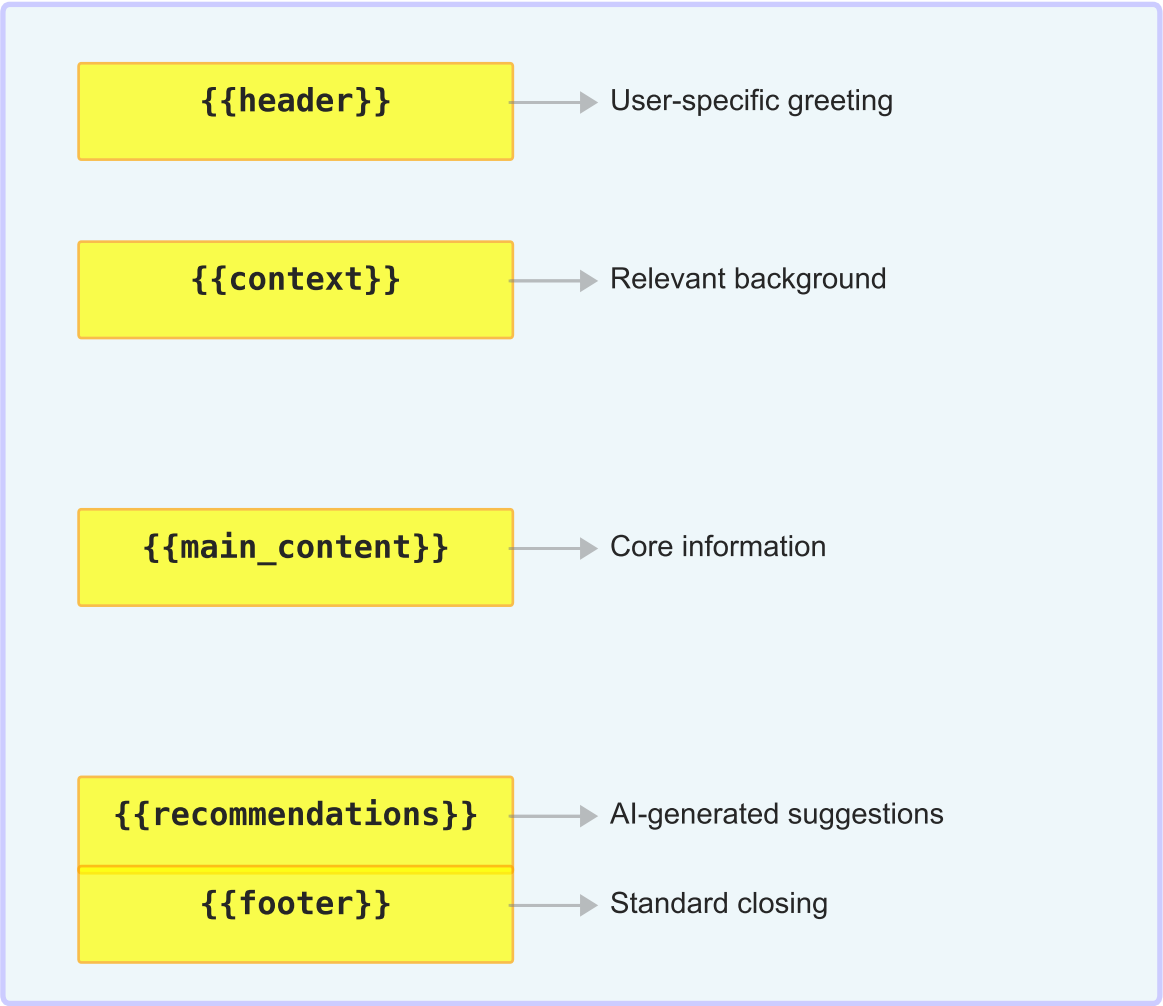 {{header}} User-specific greeting
{{context}} Relevant background
{{main_content}} Core information
{{recommendations}} AI-generated suggestions
{{footer}} Standard closing